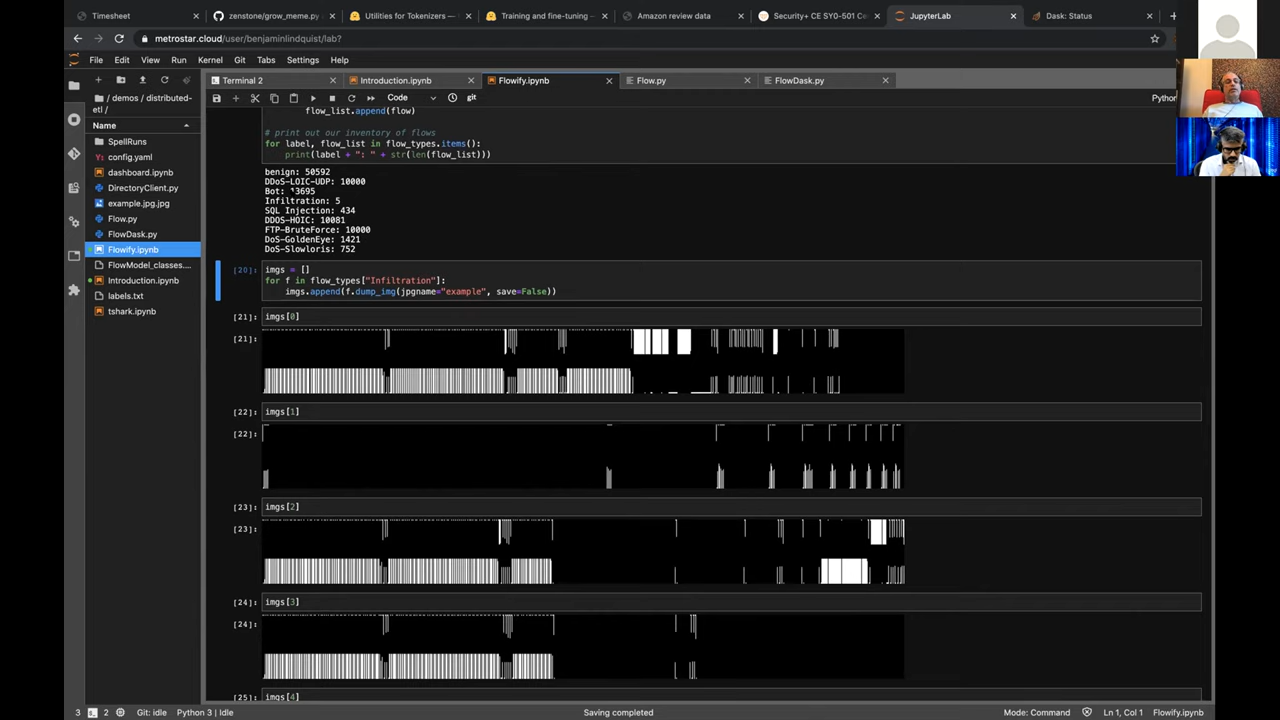 Timesheet
zenstone/grow_meme.py
Utilities for Tokenizers —
Training and fine-tuning —
Amazon review data
Security+ CE SY0-501 Ce
JupyterLab
Dask: Status
metrostar.cloud/user/benjaminlindquist/lab?
File Edit View Run Kernel Git Tabs Settings Help
Terminal 2
Introduction.ipynb
Flowify.ipynb
Flow.py
FlowDask.py
Code
git
Python
/ demos / distributed-
etl /
Name
SpellRuns
config.yaml
dashboard.ipynb
DirectoryClient.py
example.jpg.jpg
Flow.py
FlowDask.py
Flowify.ipynb
FlowModel_classes....
Introduction.ipynb
labels.txt
tshark.ipynb
flow_list.append(flow)
# print out our inventory of flows
for label, flow_list in flow_types.items():
print(label + ": " + str(len(flow_list)))
benign: 50592
DDoS-LOIC-UDP: 10000
Bot: 3695
Infiltration: 5
SQL Injection: 434
DDOS-HOIC: 10081
FTP-BruteForce: 10000
DoS-GoldenEye: 1421
DoS-Slowloris: 752
[20]: imgs = []
for f in flow_types["Infiltration"]:
imgs.append(f.dump_img(jpgname="example", save=False))
[21]: imgs[0]
[21]:
[22]: imgs[1]
[22]:
[23]: imgs[2]
[23]:
[24]: imgs[3]
[24]:
[25]: imgs[4]
3 2 Git: idle Python 3 | Idle Saving completed Mode: Command Ln 1, Col 1 Flowify.ipynb